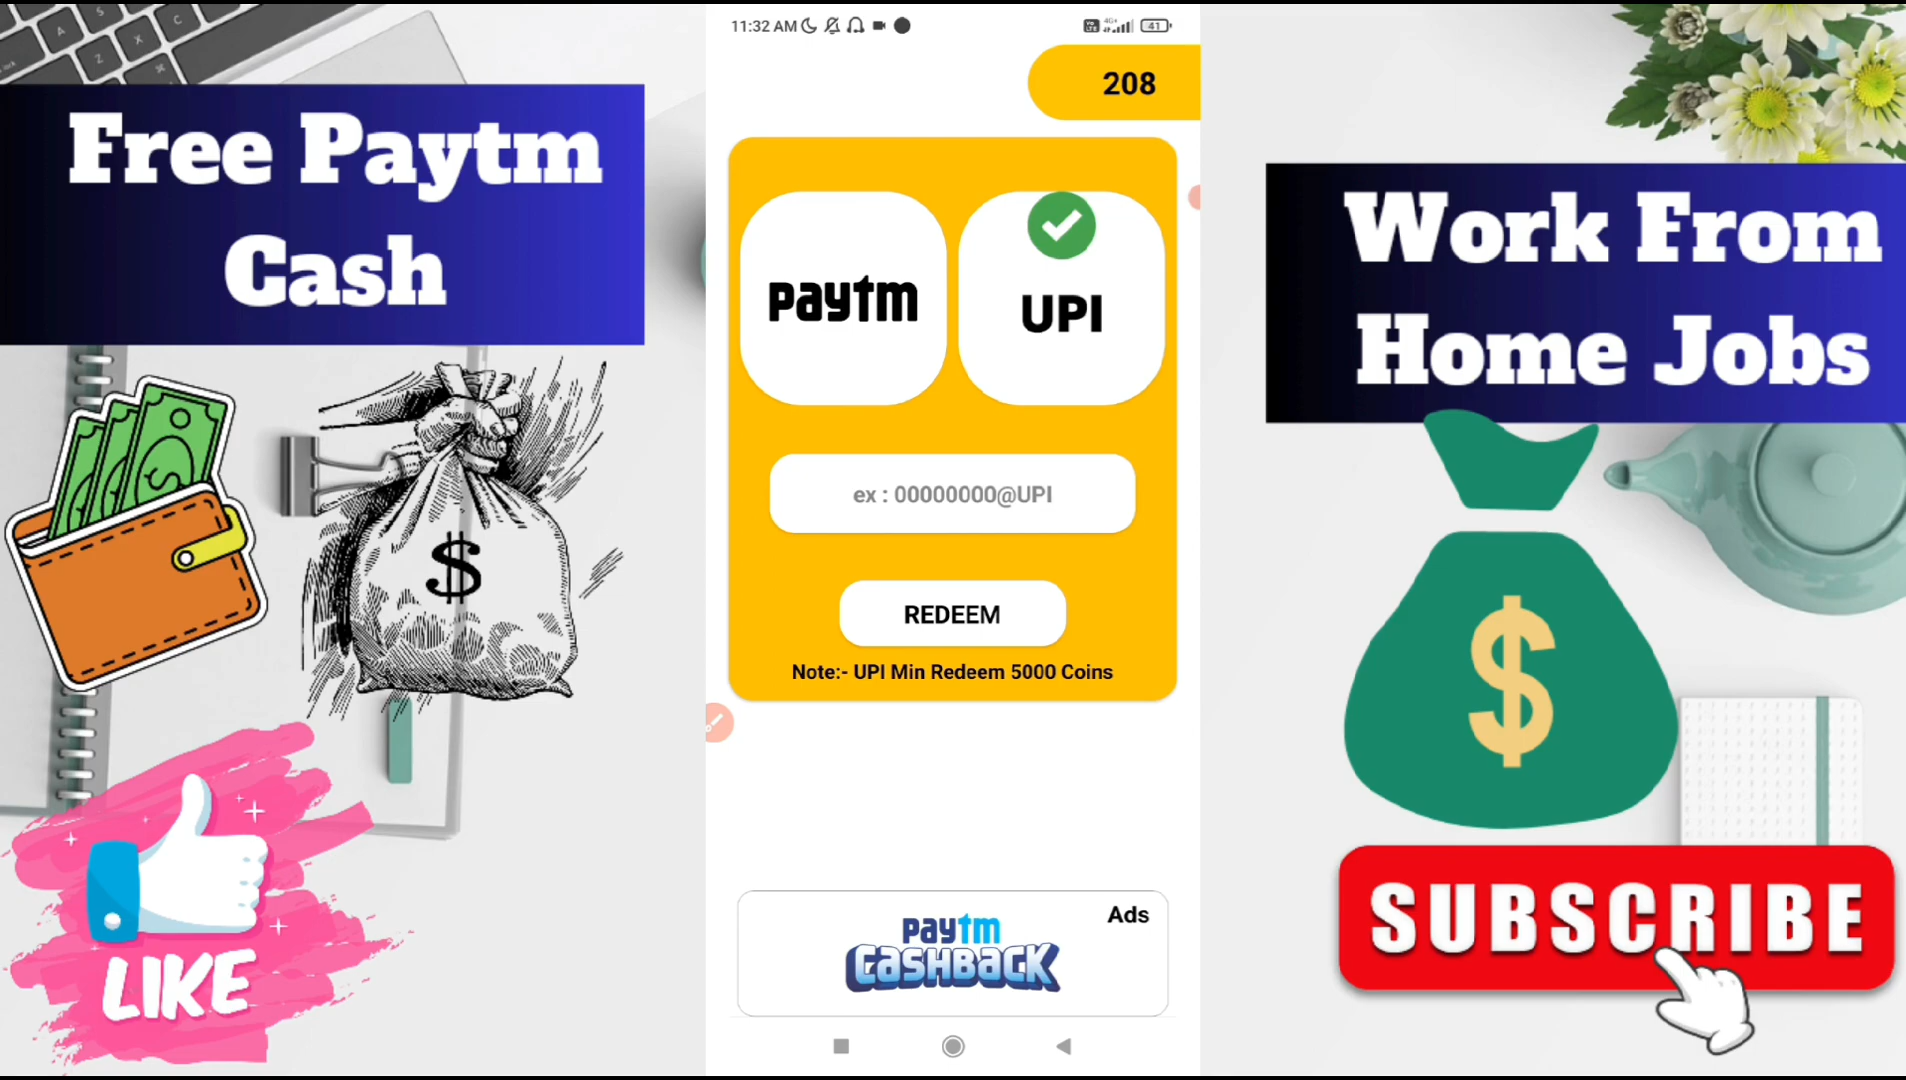 Free Paytm
Cash
11:32 AM
4G+
41
208
paytm
UPI
ex : 00000000@UPI
REDEEM
Note:- UPI Min Redeem 5000 Coins
Ads
paytm
CASHBACK
Work From
Home Jobs
$
$
LIKE
SUBSCRIBE